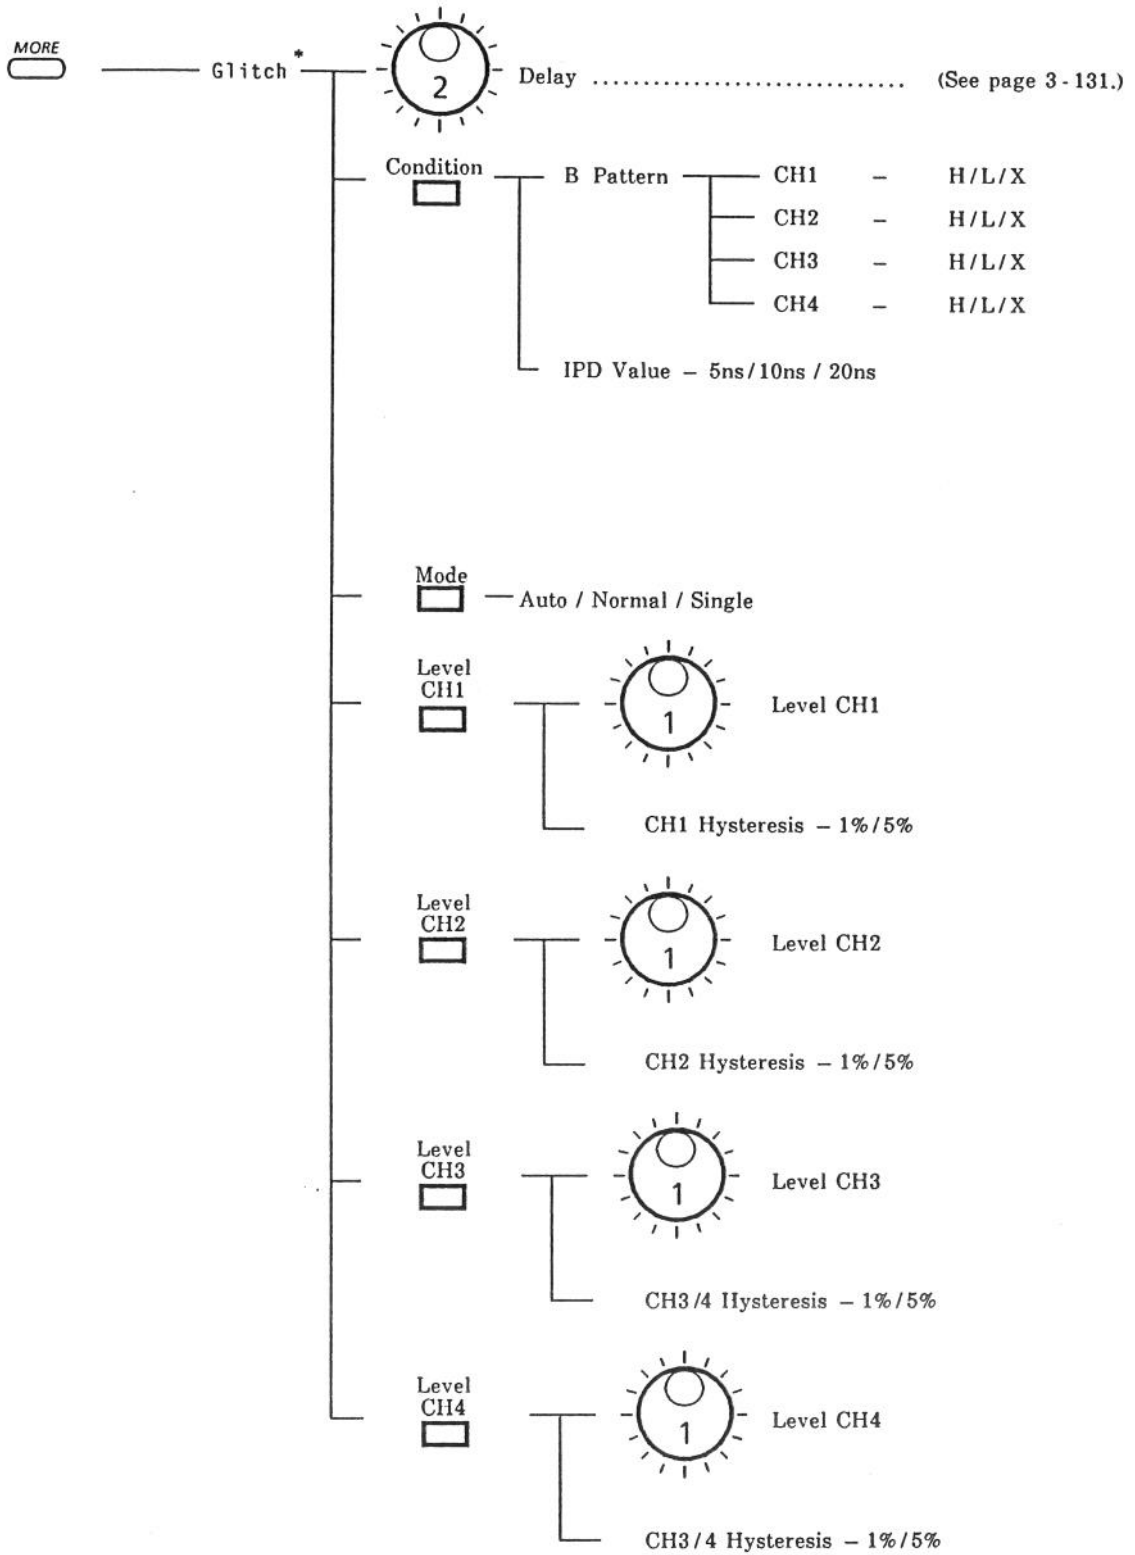 MORE
Glitch *
2
Delay .............................. (See page 3-131.)
Condition
B Pattern
CH1 – H/L/X
CH2 – H/L/X
CH3 – H/L/X
CH4 – H/L/X
IPD Value – 5ns/10ns / 20ns
Mode
Auto / Normal / Single
Level
CH1
1
Level CH1
CH1 Hysteresis – 1%/5%
Level
CH2
1
Level CH2
CH2 Hysteresis – 1%/5%
Level
CH3
1
Level CH3
CH3/4 Hysteresis – 1%/5%
Level
CH4
1
Level CH4
CH3/4 Hysteresis – 1%/5%